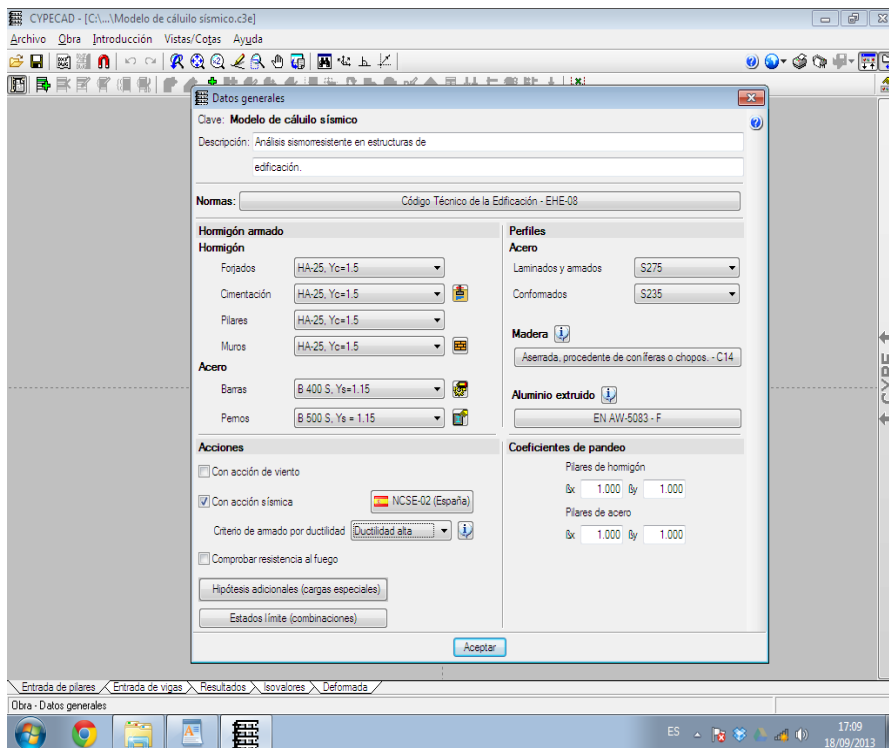 CYPECAD - [C:\...\Modelo de cáluilo sísmico.c3e]
Archivo Obra Introducción Vistas/Cotas Ayuda
Datos generales
Clave: Modelo de cáluilo sísmico
Descripción: Análisis sismorresistente en estructuras de
edificación.
Normas: Código Técnico de la Edificación - EHE-08
Hormigón armado
Hormigón
Forjados HA-25, Yc=1.5
Cimentación HA-25, Yc=1.5
Pilares HA-25, Yc=1.5
Muros HA-25, Yc=1.5
Acero
Barras B 400 S, Ys=1.15
Pernos B 500 S, Ys = 1.15
Perfiles
Acero
Laminados y armados S275
Conformados S235
Madera
Aserrada, procedente de coníferas o chopos. - C14
Aluminio extruido
EN AW-5083 - F
Acciones
Con acción de viento
Con acción sísmica NCSE-02 (España)
Criterio de armado por ductilidad Ductilidad alta
Comprobar resistencia al fuego
Hipótesis adicionales (cargas especiales)
Estados límite (combinaciones)
Coeficientes de pandeo
Pilares de hormigón
ßx 1.000 ßy 1.000
Pilares de acero
ßx 1.000 ßy 1.000
Aceptar
CYPE
Entrada de pilares Entrada de vigas Resultados Isovalores Deformada
Obra - Datos generales
ES
17:09
18/09/2013